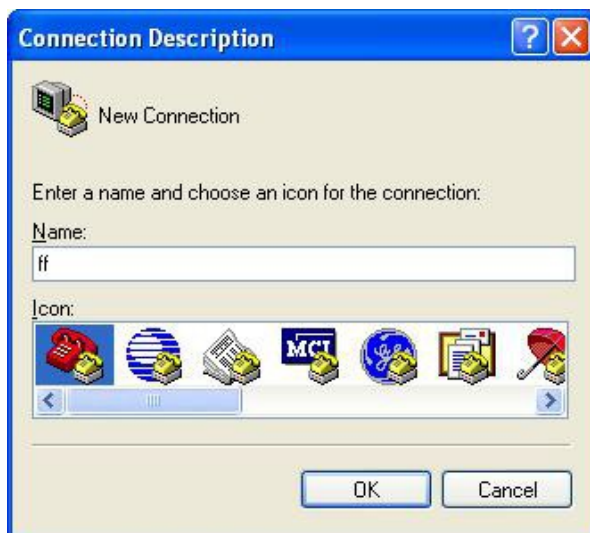 Connection Description
New Connection
Enter a name and choose an icon for the connection:
Name:
ff
Icon:
MCI
OK Cancel